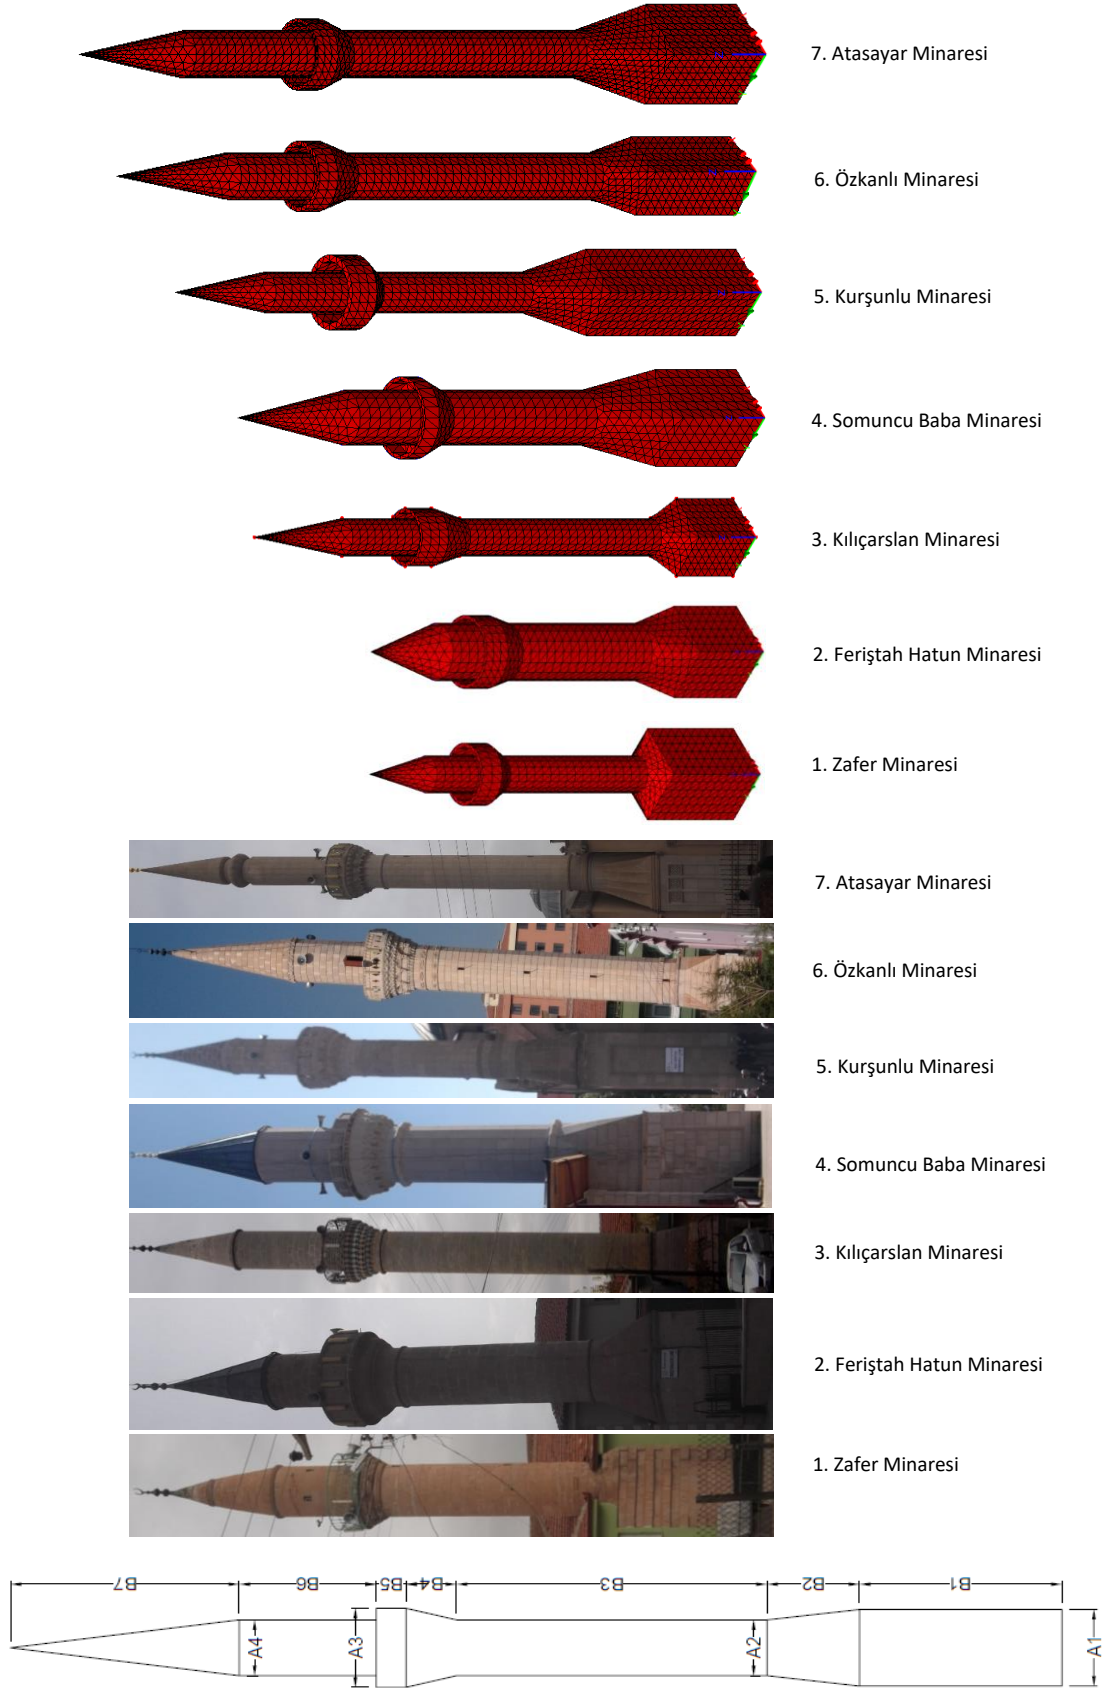 7. Atasayar Minaresi
6. Özkanlı Minaresi
5. Kurşunlu Minaresi
4. Somuncu Baba Minaresi
3. Kılıçarslan Minaresi
2. Feriştah Hatun Minaresi
1. Zafer Minaresi
7. Atasayar Minaresi
6. Özkanlı Minaresi
5. Kurşunlu Minaresi
4. Somuncu Baba Minaresi
3. Kılıçarslan Minaresi
2. Feriştah Hatun Minaresi
1. Zafer Minaresi
B7
B6
B5
B4
B3
B2
B1
A4
A3
A2
A1